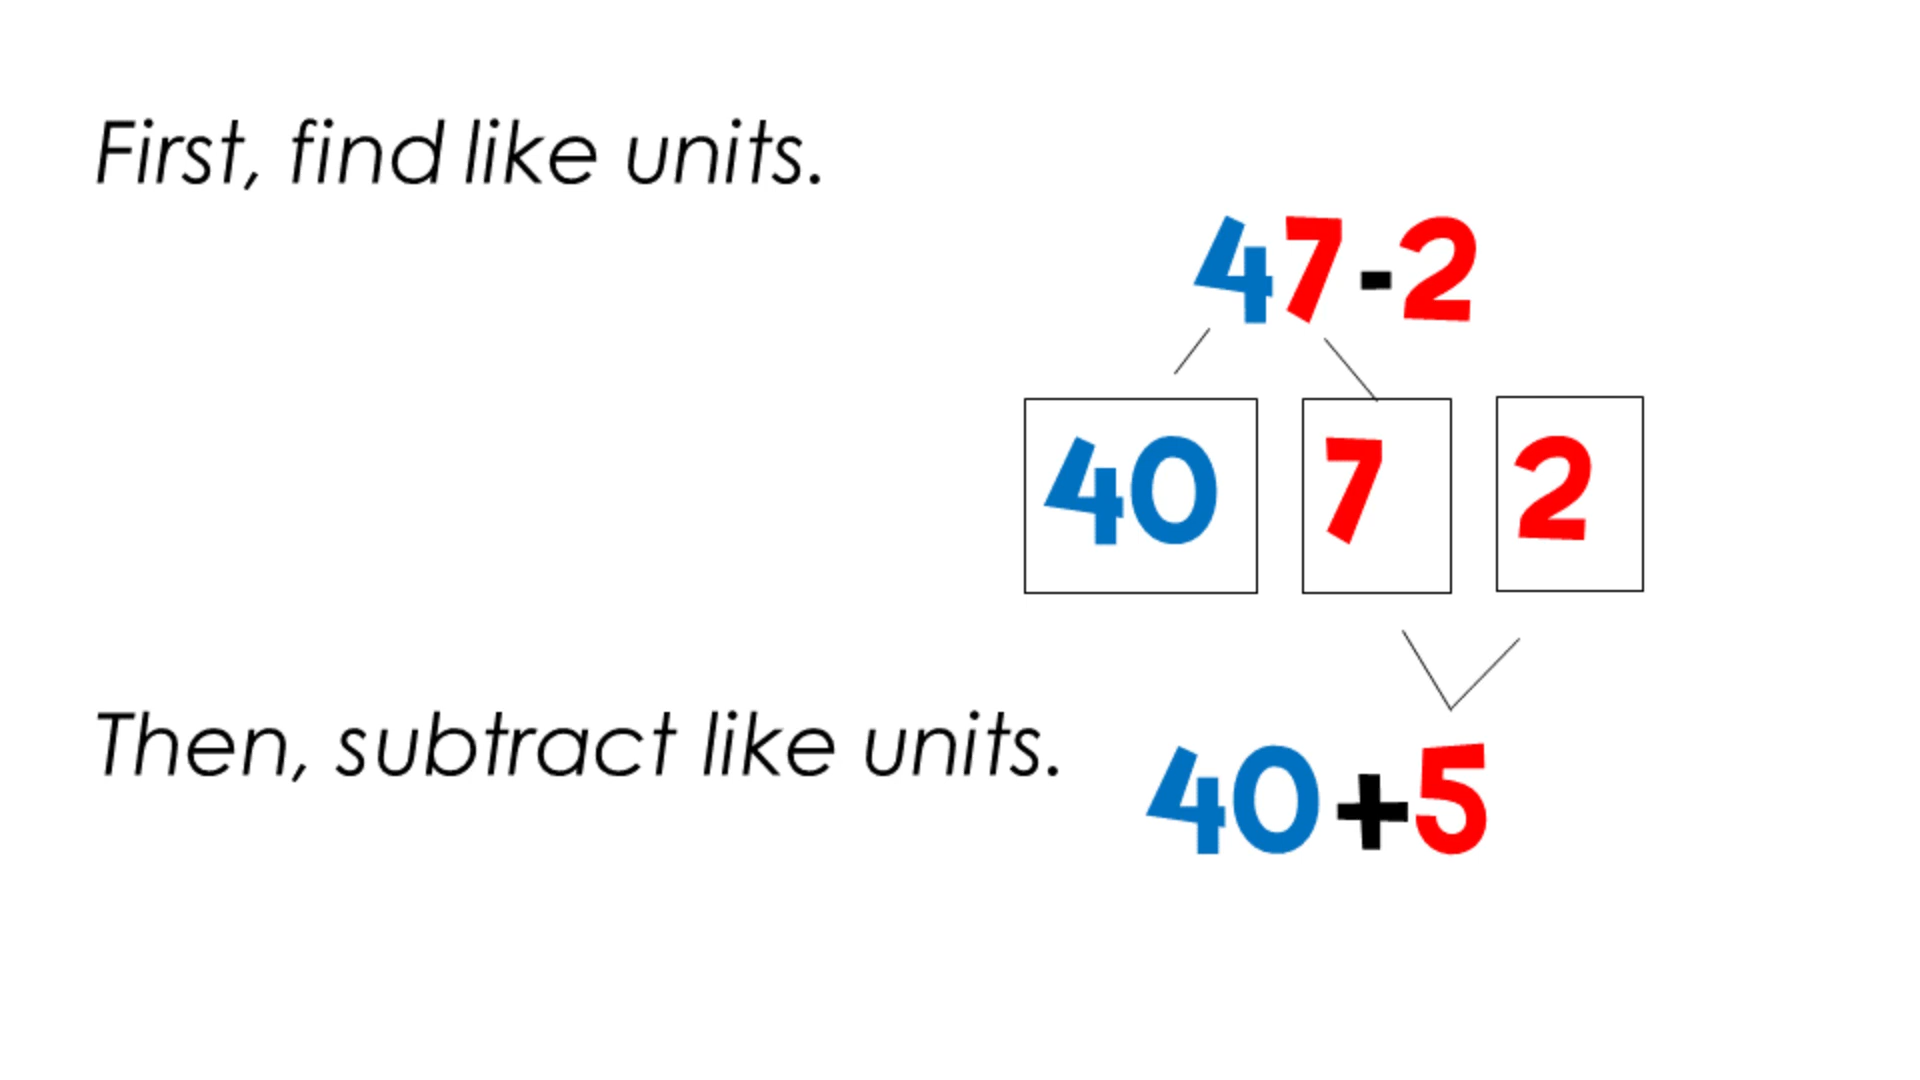 First, find like units.
47-2
40 7 2
Then, subtract like units.
40+5